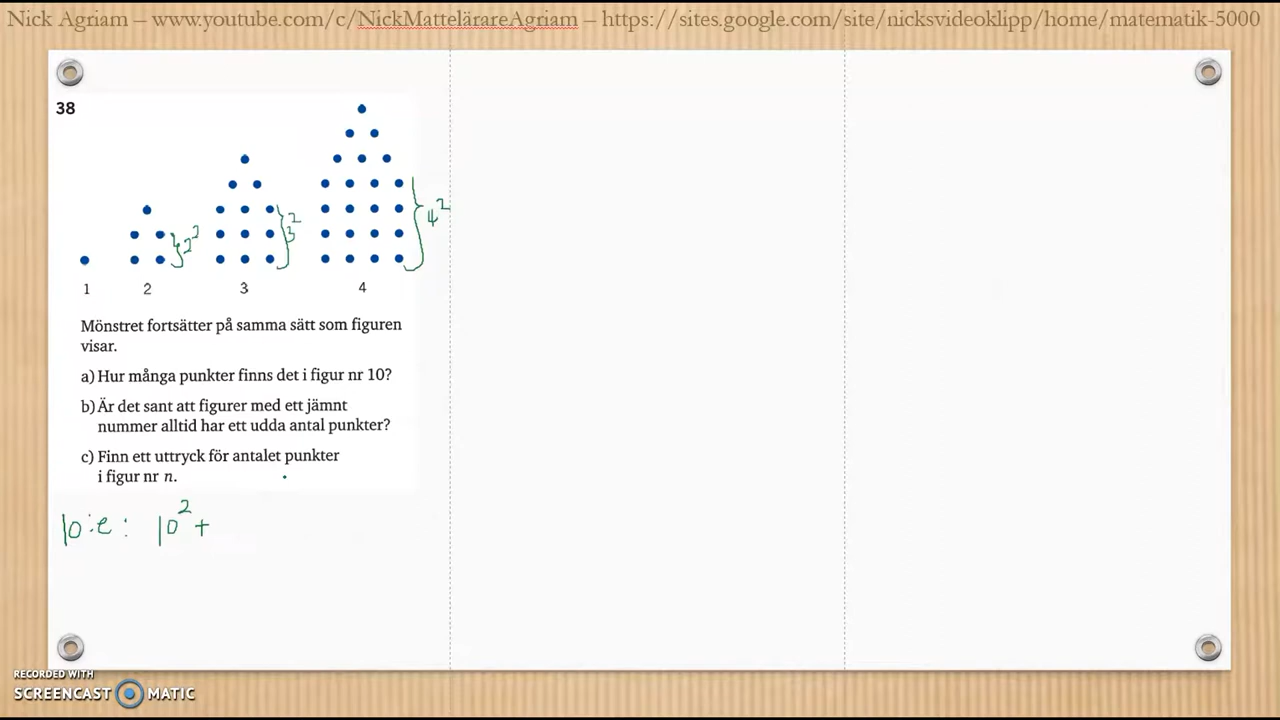 Nick Agriam – www.youtube.com/c/NickMattelärareAgriam – https://sites.google.com/site/nicksvideoklipp/home/matematik-5000
38
2²
3²
4²
1 2 3 4
Mönstret fortsätter på samma sätt som figuren
visar.
a) Hur många punkter finns det i figur nr 10?
b) Är det sant att figurer med ett jämnt
nummer alltid har ett udda antal punkter?
c) Finn ett uttryck för antalet punkter
i figur nr n.
10:e : 10² +
RECORDED WITH
SCREENCAST MATIC